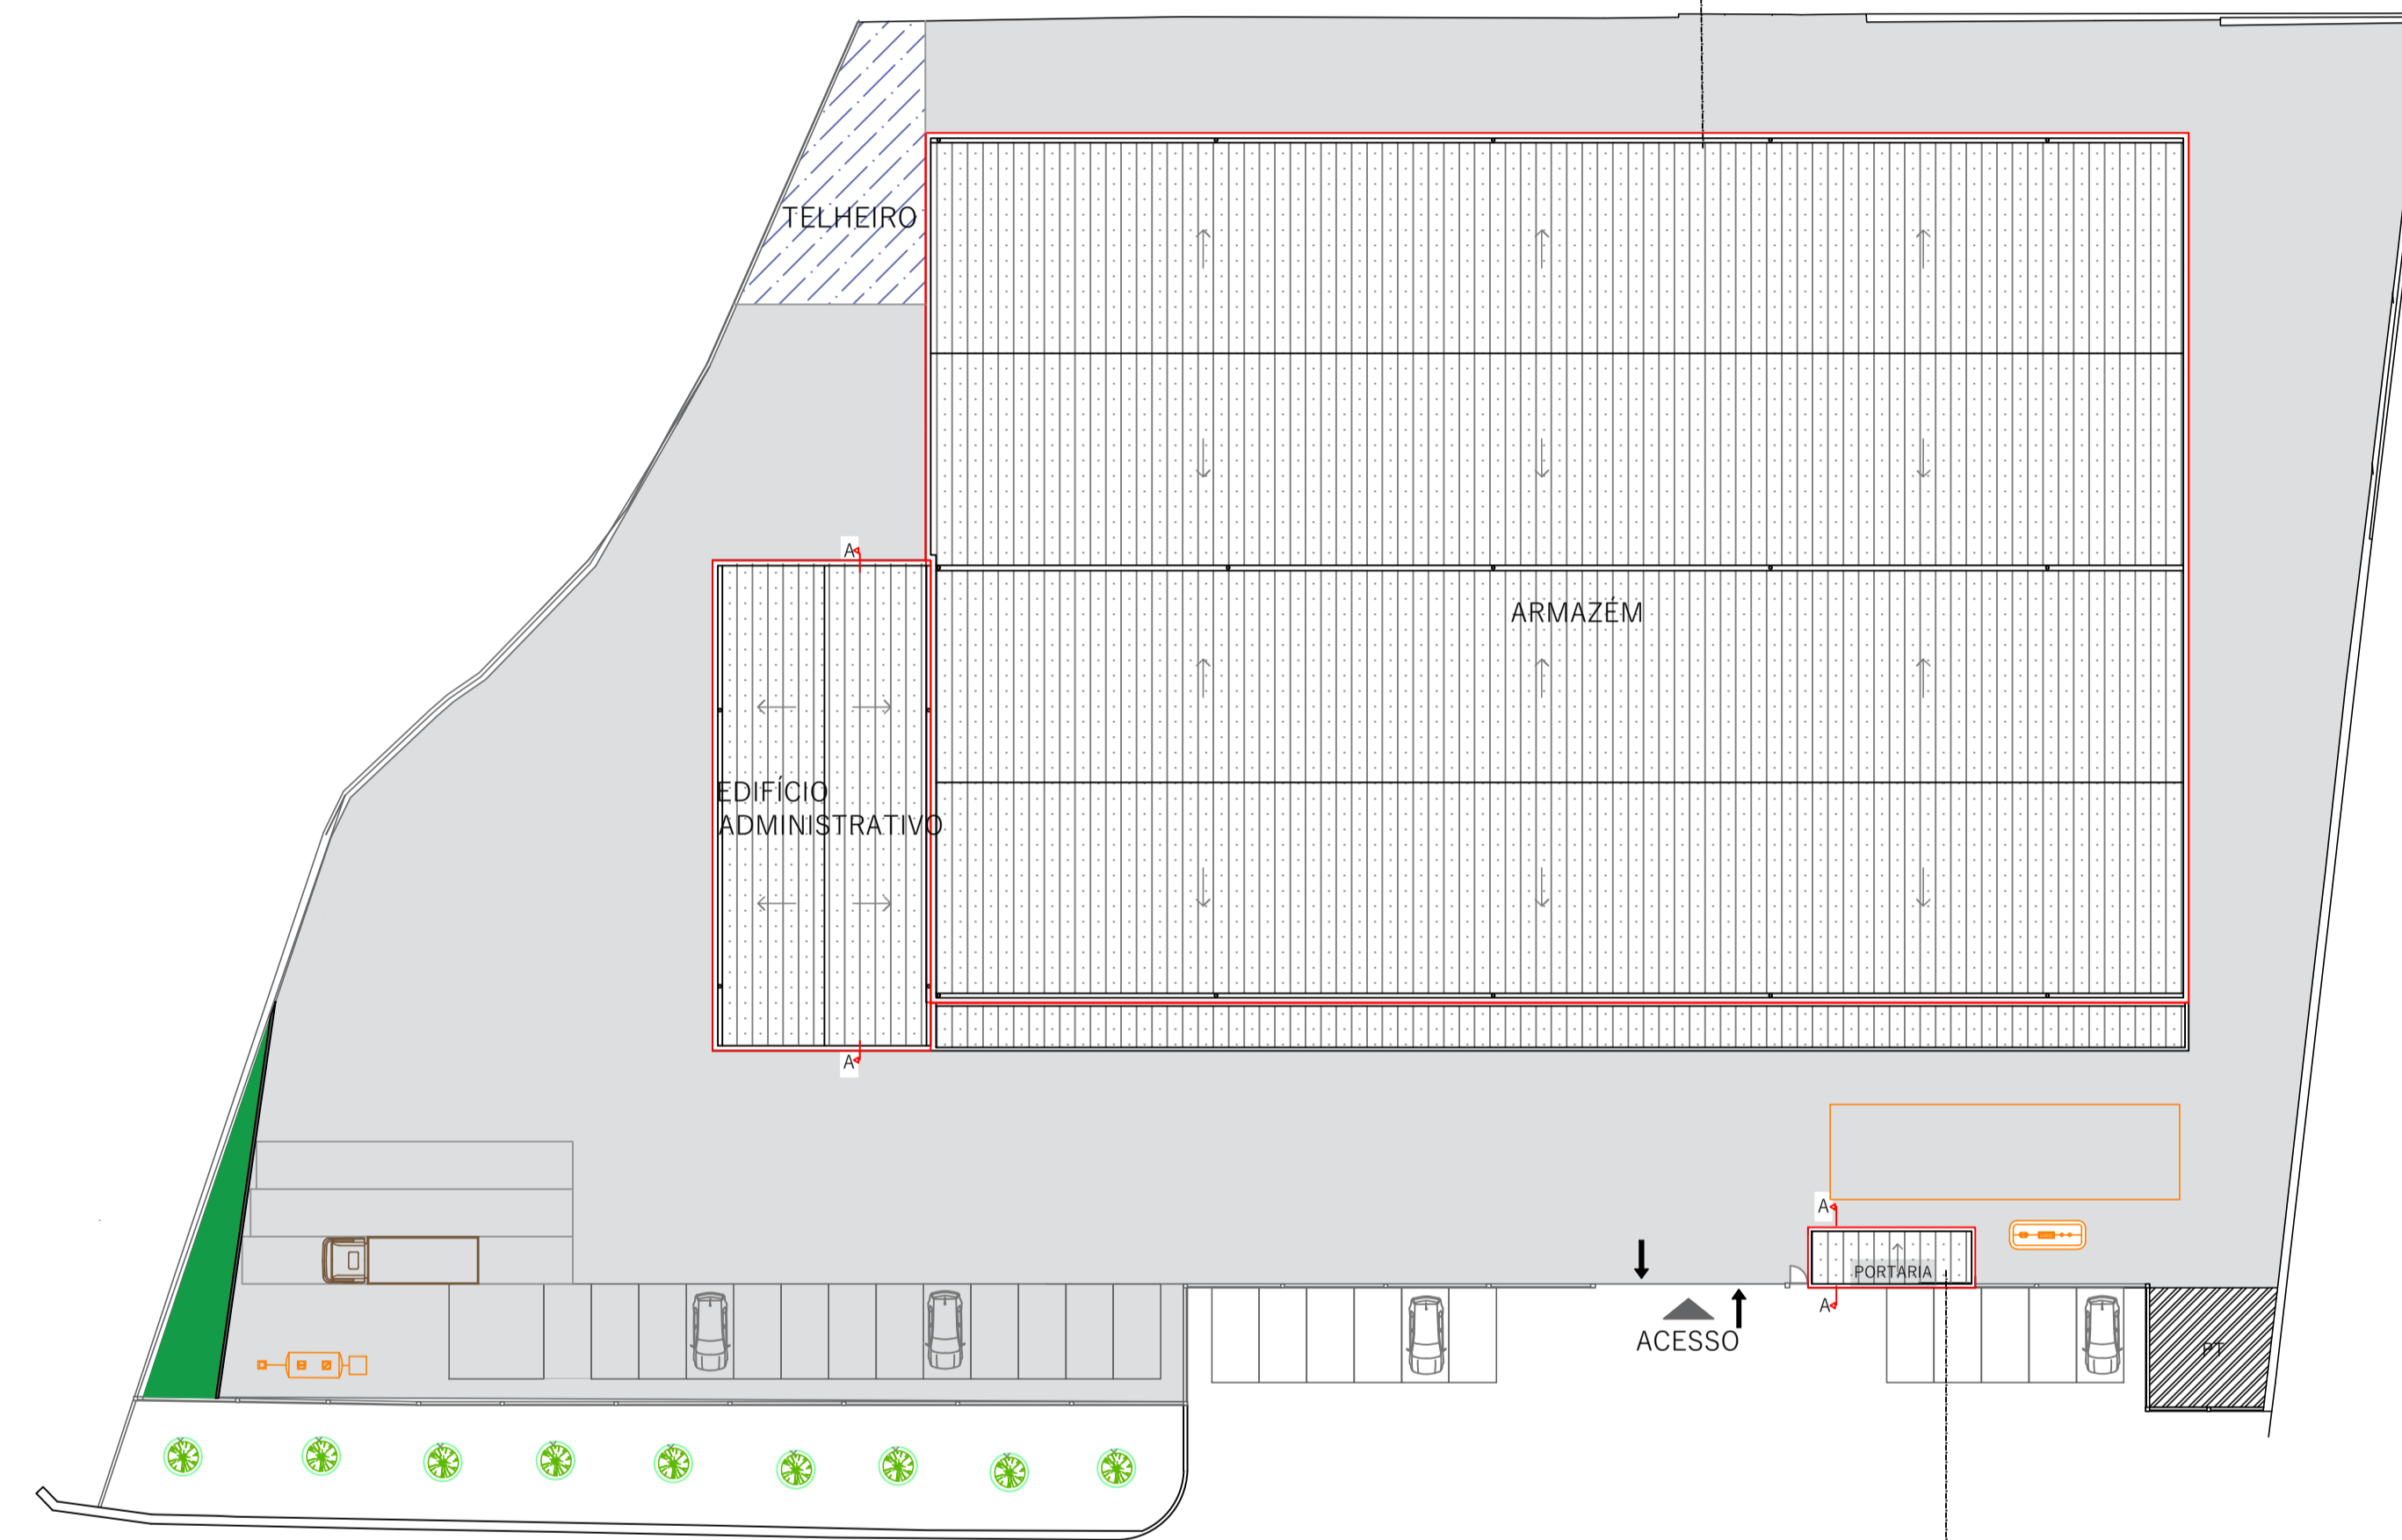 TELHEIRO
A
ARMAZÉM
EDIFÍCIO
ADMINISTRATIVO
A
A
PORTARIA
A
ACESSO
PT